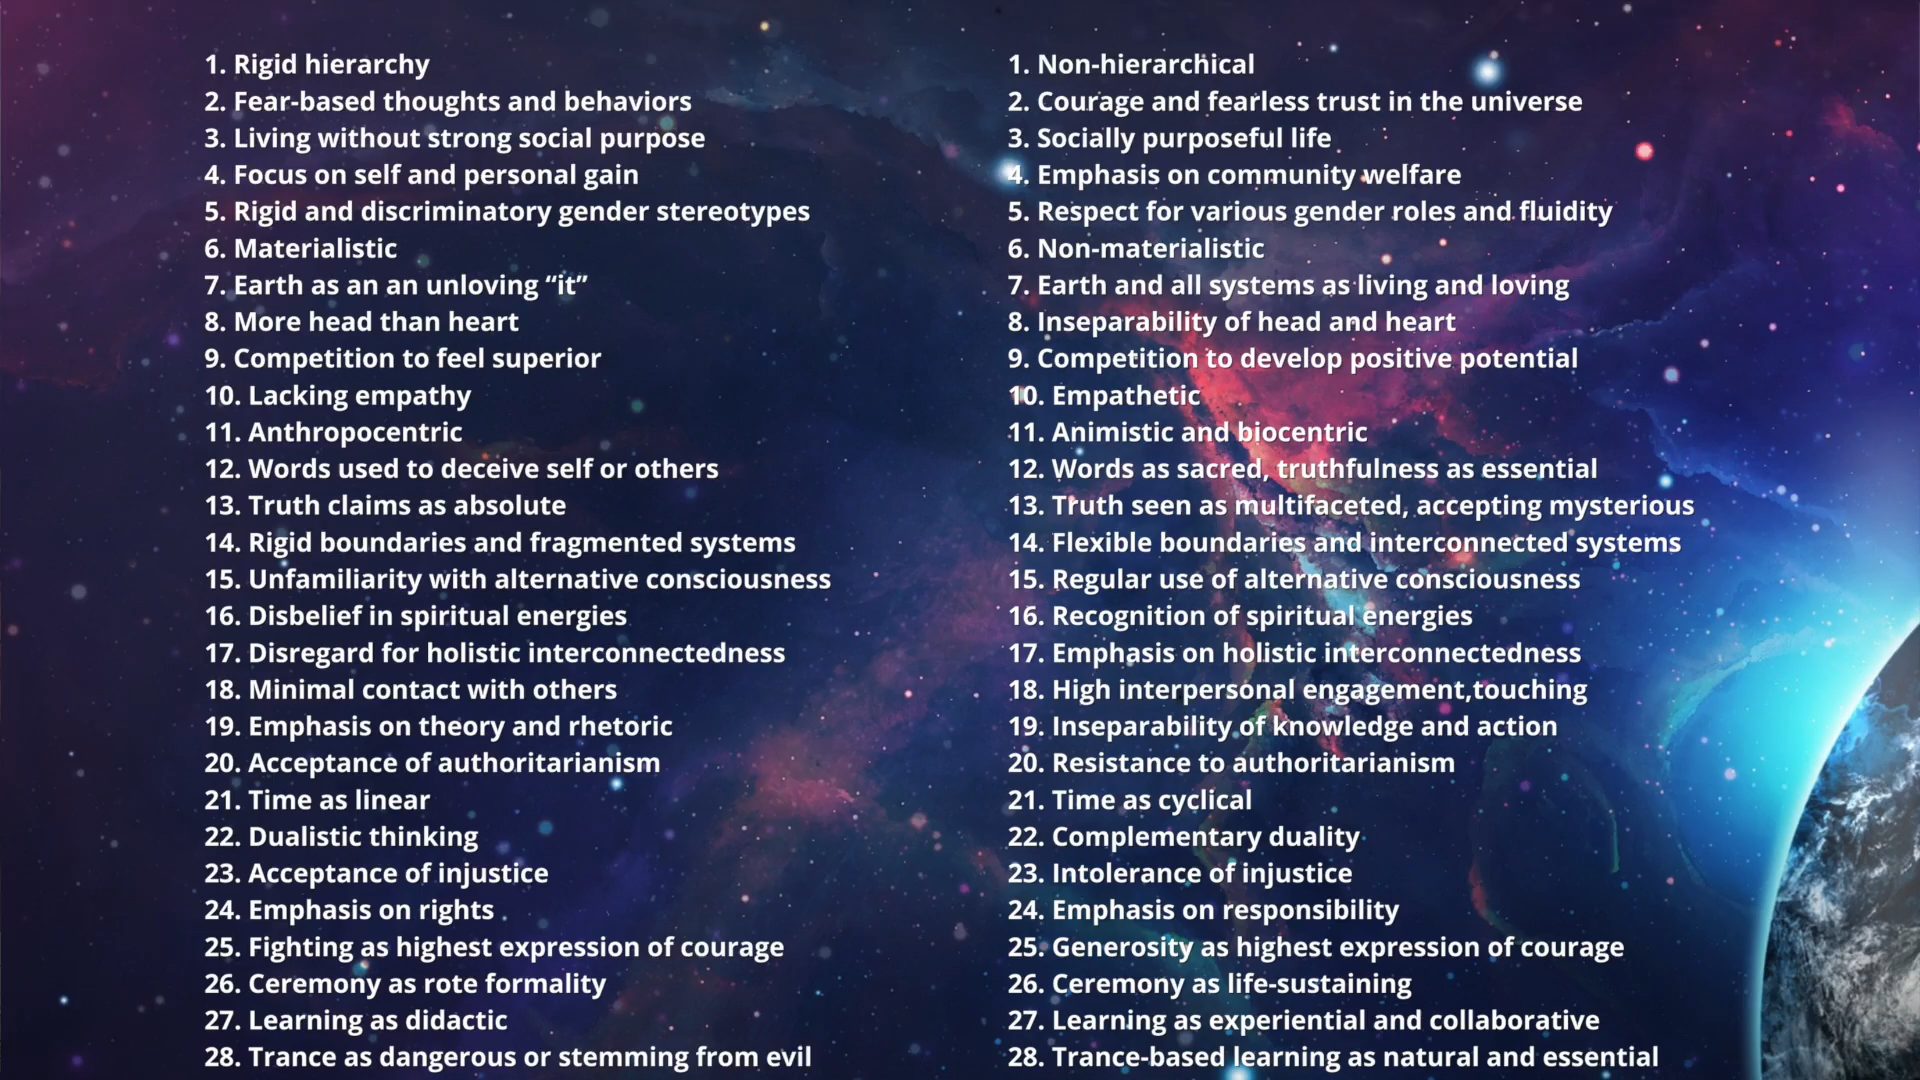 1. Rigid hierarchy
2. Fear-based thoughts and behaviors
3. Living without strong social purpose
4. Focus on self and personal gain
5. Rigid and discriminatory gender stereotypes
6. Materialistic
7. Earth as an an unloving “it”
8. More head than heart
9. Competition to feel superior
10. Lacking empathy
11. Anthropocentric
12. Words used to deceive self or others
13. Truth claims as absolute
14. Rigid boundaries and fragmented systems
15. Unfamiliarity with alternative consciousness
16. Disbelief in spiritual energies
17. Disregard for holistic interconnectedness
18. Minimal contact with others
19. Emphasis on theory and rhetoric
20. Acceptance of authoritarianism
21. Time as linear
22. Dualistic thinking
23. Acceptance of injustice
24. Emphasis on rights
25. Fighting as highest expression of courage
26. Ceremony as rote formality
27. Learning as didactic
28. Trance as dangerous or stemming from evil
1. Non-hierarchical
2. Courage and fearless trust in the universe
3. Socially purposeful life
4. Emphasis on community welfare
5. Respect for various gender roles and fluidity
6. Non-materialistic
7. Earth and all systems as living and loving
8. Inseparability of head and heart
9. Competition to develop positive potential
10. Empathetic
11. Animistic and biocentric
12. Words as sacred, truthfulness as essential
13. Truth seen as multifaceted, accepting mysterious
14. Flexible boundaries and interconnected systems
15. Regular use of alternative consciousness
16. Recognition of spiritual energies
17. Emphasis on holistic interconnectedness
18. High interpersonal engagement,touching
19. Inseparability of knowledge and action
20. Resistance to authoritarianism
21. Time as cyclical
22. Complementary duality
23. Intolerance of injustice
24. Emphasis on responsibility
25. Generosity as highest expression of courage
26. Ceremony as life-sustaining
27. Learning as experiential and collaborative
28. Trance-based learning as natural and essential